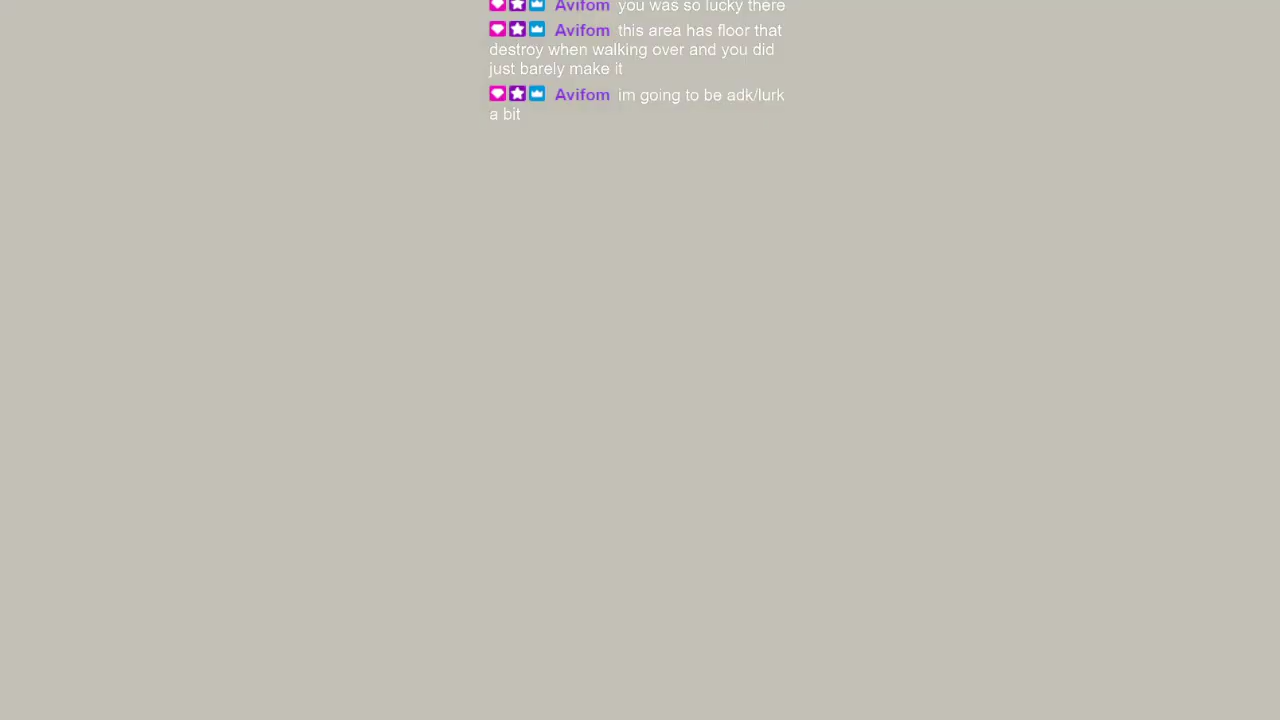 Avifom you was so lucky there
Avifom this area has floor that
destroy when walking over and you did
just barely make it
Avifom im going to be adk/lurk
a bit